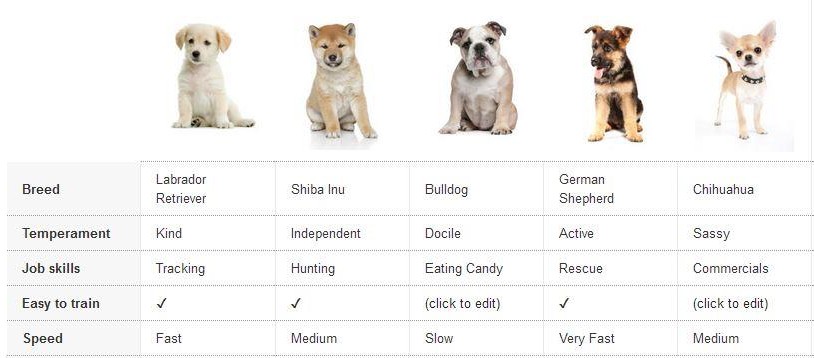 Breed Labrador Retriever Shiba Inu Bulldog German Shepherd Chihuahua
Temperament Kind Independent Docile Active Sassy
Job skills Tracking Hunting Eating Candy Rescue Commercials
Easy to train ✓ ✓ (click to edit) ✓ (click to edit)
Speed Fast Medium Slow Very Fast Medium